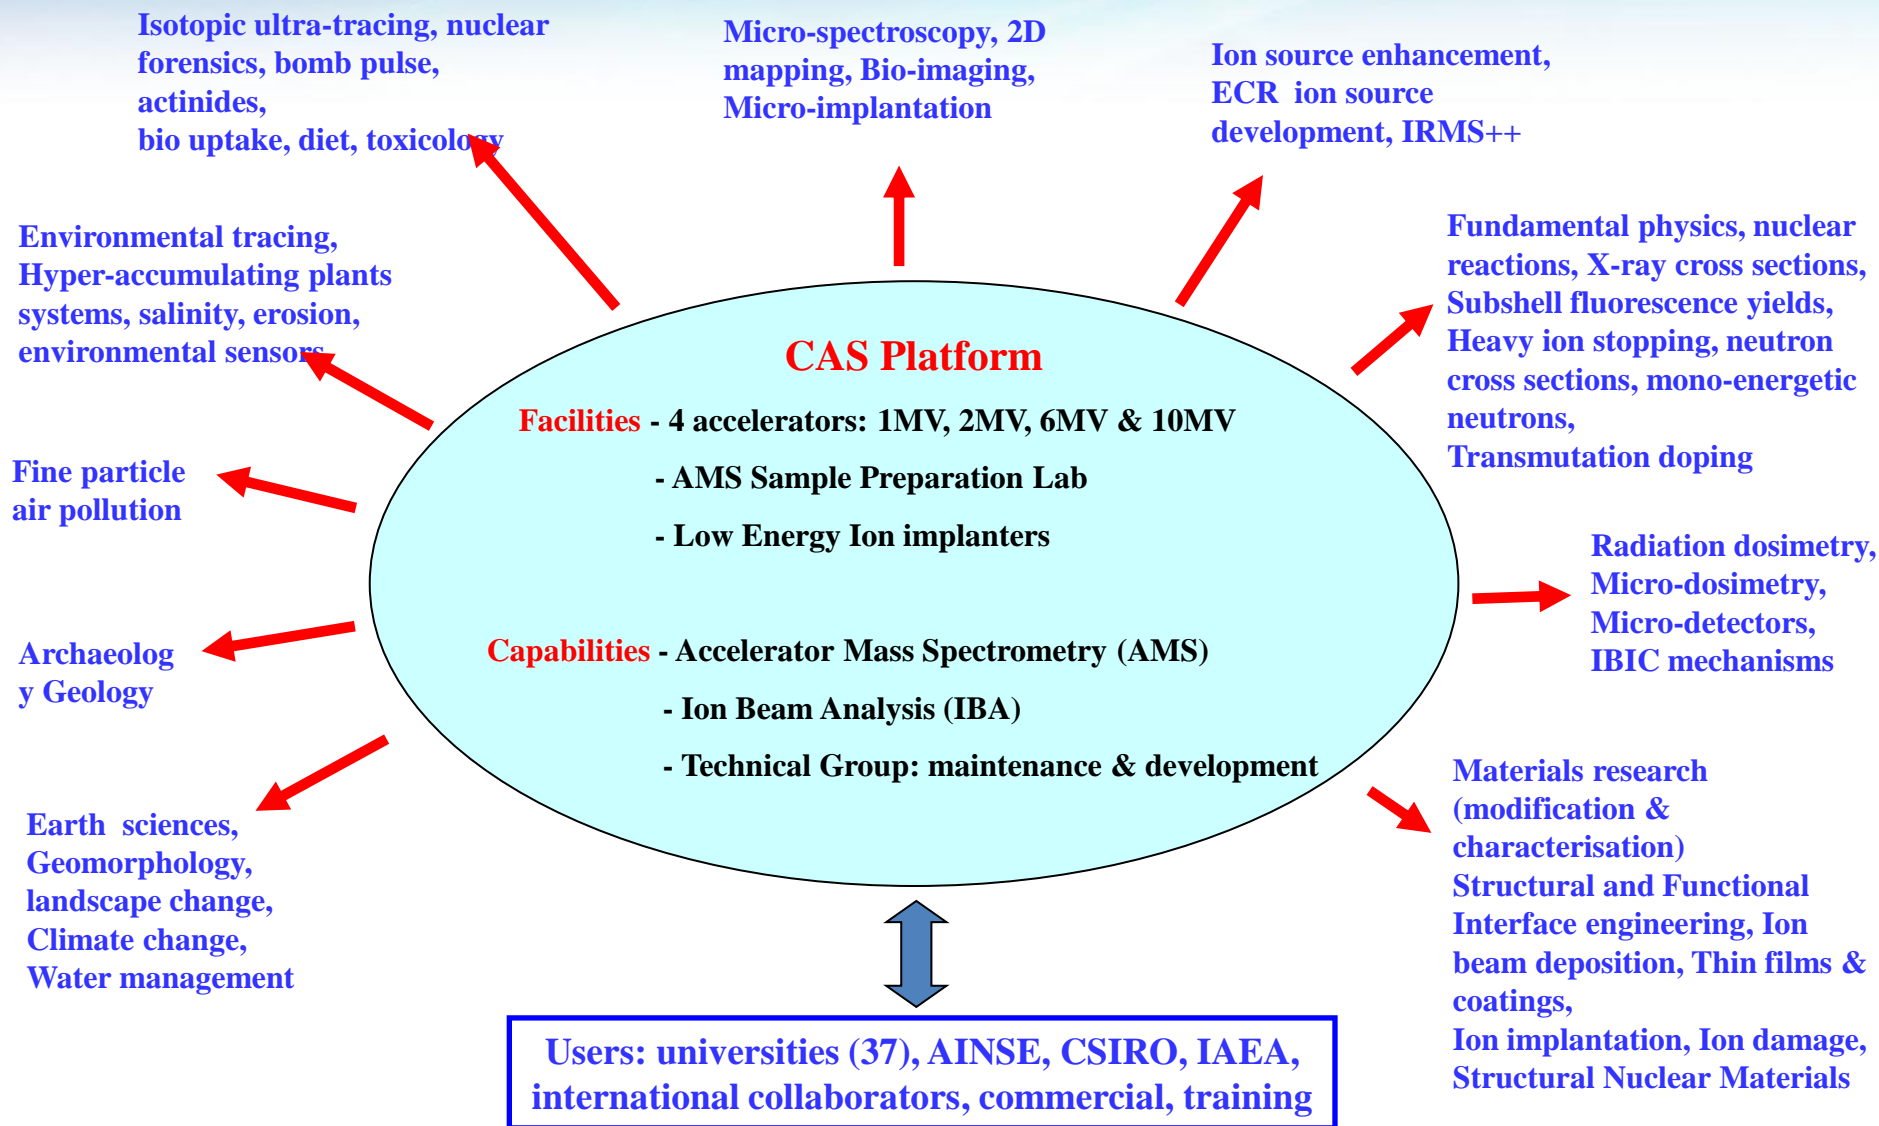 Isotopic ultra-tracing, nuclear
forensics, bomb pulse,
actinides,
bio uptake, diet, toxicology
Micro-spectroscopy, 2D
mapping, Bio-imaging,
Micro-implantation
Ion source enhancement,
ECR ion source
development, IRMS++
Environmental tracing,
Hyper-accumulating plants
systems, salinity, erosion,
environmental sensors
Fundamental physics, nuclear
reactions, X-ray cross sections,
Subshell fluorescence yields,
Heavy ion stopping, neutron
cross sections, mono-energetic
neutrons,
Transmutation doping
CAS Platform
Facilities - 4 accelerators: 1MV, 2MV, 6MV & 10MV
- AMS Sample Preparation Lab
- Low Energy Ion implanters
Capabilities - Accelerator Mass Spectrometry (AMS)
- Ion Beam Analysis (IBA)
- Technical Group: maintenance & development
Fine particle
air pollution
Radiation dosimetry,
Micro-dosimetry,
Micro-detectors,
IBIC mechanisms
Archaeolog
y Geology
Earth sciences,
Geomorphology,
landscape change,
Climate change,
Water management
Materials research
(modification &
characterisation)
Structural and Functional
Interface engineering, Ion
beam deposition, Thin films &
coatings,
Ion implantation, Ion damage,
Structural Nuclear Materials
Users: universities (37), AINSE, CSIRO, IAEA,
international collaborators, commercial, training